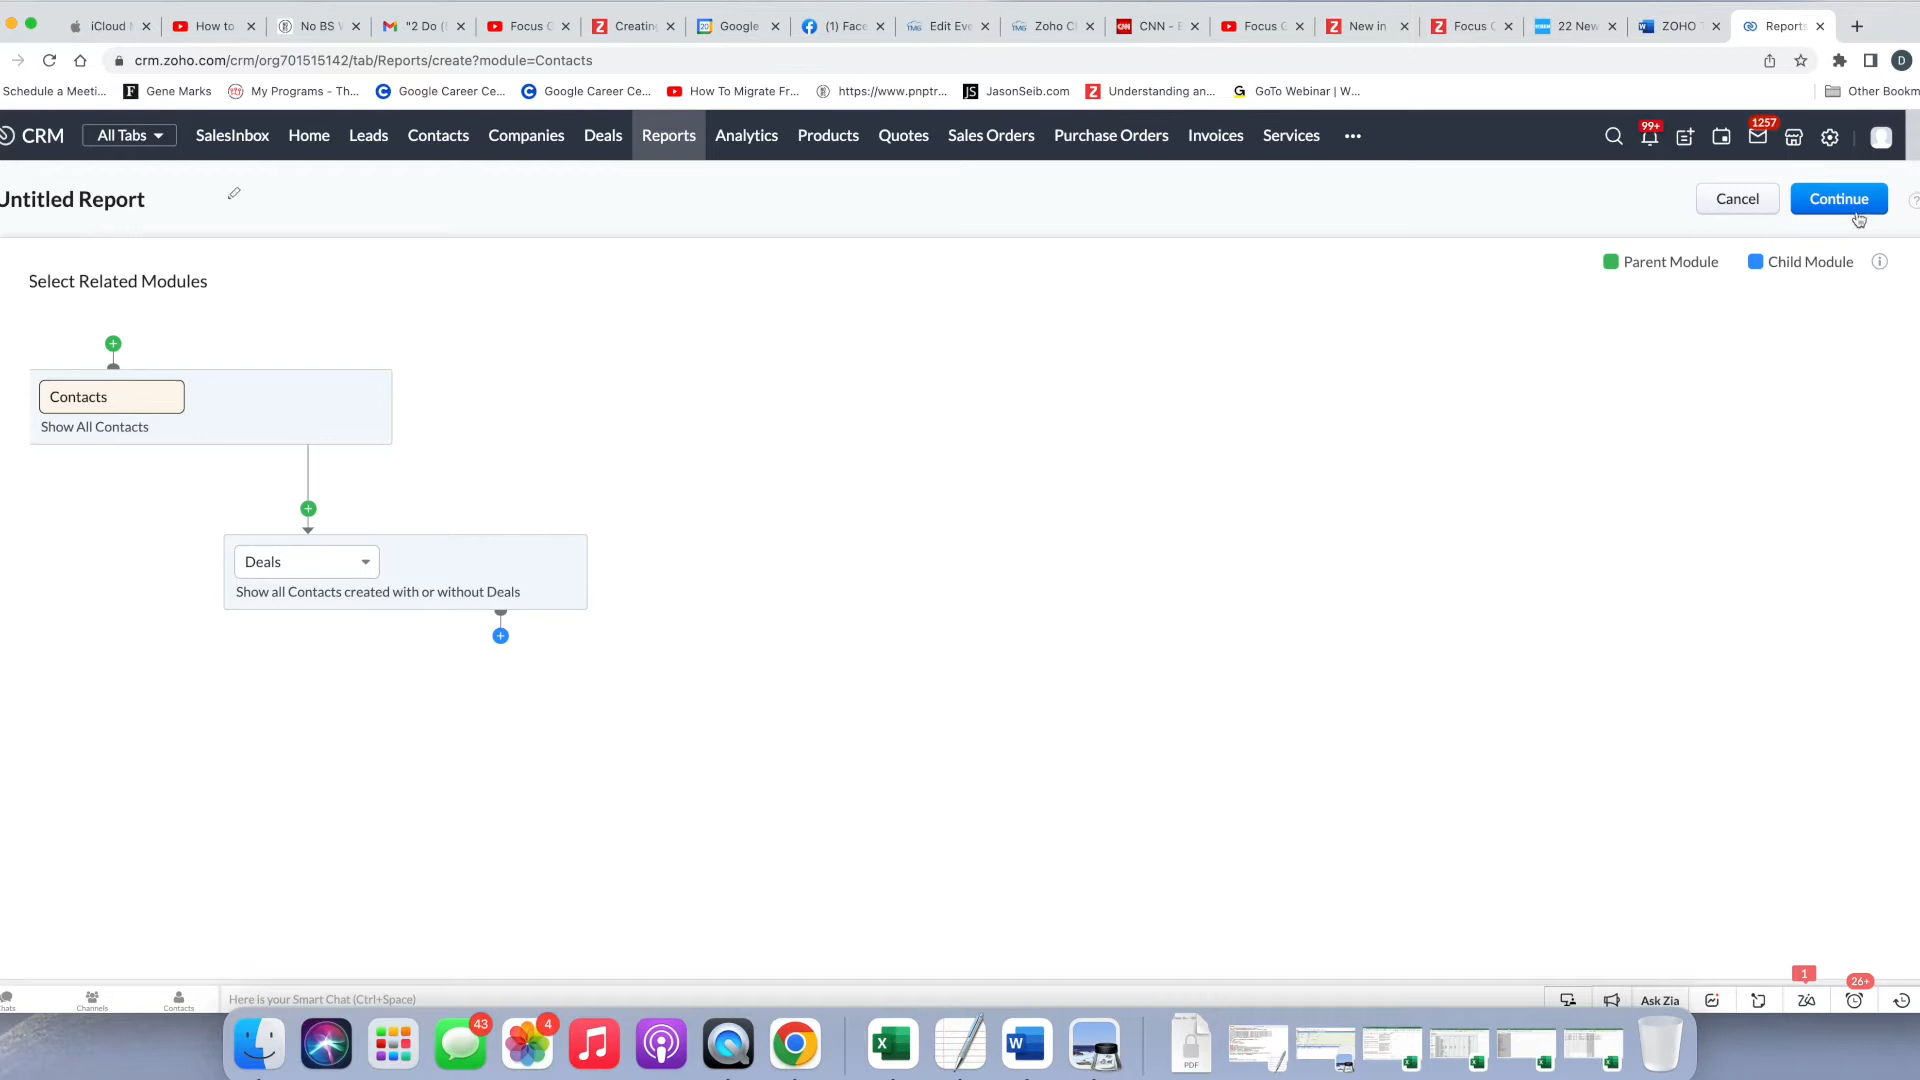 iCloud M
How to
No BS W
"2 Do (E
Focus G
Creating
Google
(1) Face
Edit Eve
Zoho C
CNN - B
Focus G
New in
Focus G
22 New
ZOHO T
Reports
crm.zoho.com/crm/org701515142/tab/Reports/create?module=Contacts
D
Schedule a Meeti...
Gene Marks
My Programs - Th...
Google Career Ce...
Google Career Ce...
How To Migrate Fr...
https://www.pnptr...
JS JasonSeib.com
Understanding an...
GoTo Webinar | W...
Other Bookm
CRM
All Tabs
SalesInbox
Home
Leads
Contacts
Companies
Deals
Reports
Analytics
Products
Quotes
Sales Orders
Purchase Orders
Invoices
Services
99+
1257
Untitled Report
Cancel
Continue
Parent Module
Child Module
Select Related Modules
Contacts
Show All Contacts
Deals
Show all Contacts created with or without Deals
1
26+
Chats
Channels
Contacts
Here is your Smart Chat (Ctrl+Space)
Ask Zia
43
4
PDF